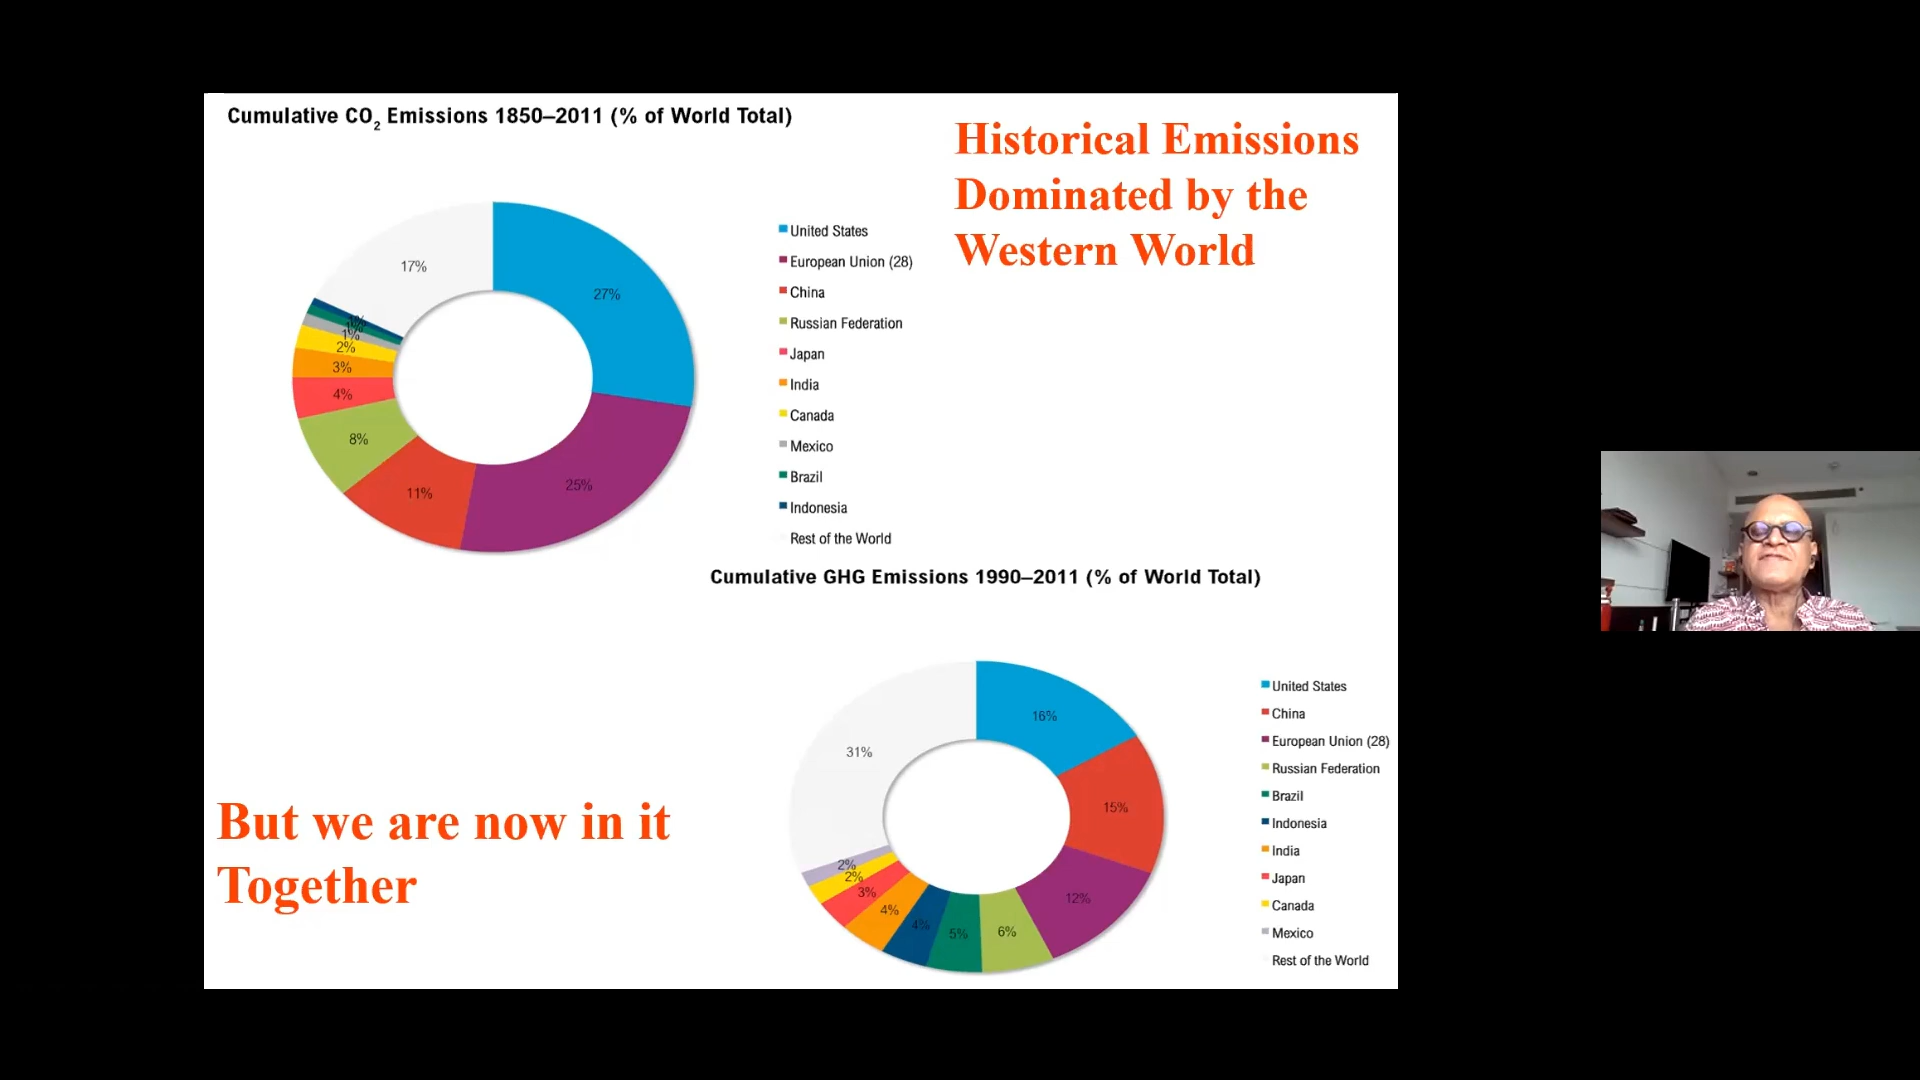 Cumulative CO₂ Emissions 1850–2011 (% of World Total)
Historical Emissions
Dominated by the
Western World
17%
27%
1%
1%
2%
3%
4%
8%
11%
25%
United States
European Union (28)
China
Russian Federation
Japan
India
Canada
Mexico
Brazil
Indonesia
Rest of the World
Cumulative GHG Emissions 1990–2011 (% of World Total)
31%
16%
15%
12%
6%
5%
4%
4%
3%
2%
2%
United States
China
European Union (28)
Russian Federation
Brazil
Indonesia
India
Japan
Canada
Mexico
Rest of the World
But we are now in it
Together